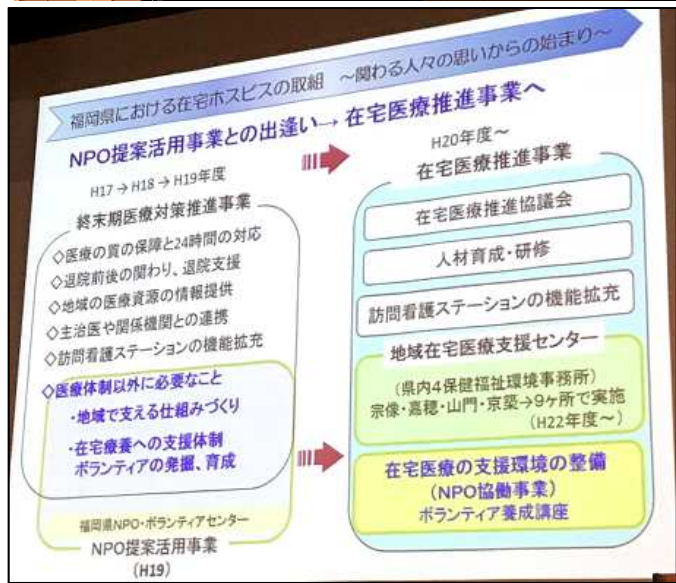 福岡県における在宅ホスピスの取組　～関わる人々の思いからの始まり～
NPO提案活用事業との出逢い→ 在宅医療推進事業へ
H17→H18→H19年度
終末期医療対策推進事業
◇医療の質の保障と24時間の対応
◇退院前後の関わり、退院支援
◇地域の医療資源の情報提供
◇主治医や関係機関との連携
◇訪問看護ステーションの機能拡充
◇医療体制以外に必要なこと
・地域で支える仕組みづくり
・在宅療養への支援体制
ボランティアの発掘、育成
福岡県NPO・ボランティアセンター
NPO提案活用事業
(H19)
H20年度～
在宅医療推進事業
在宅医療推進協議会
人材育成・研修
訪問看護ステーションの機能拡充
地域在宅医療支援センター
（県内4保健福祉環境事務所）
宗像・嘉穂・山門・京築→9ヶ所で実施
（H22年度～）
在宅医療の支援環境の整備
（NPO協働事業）
ボランティア養成講座